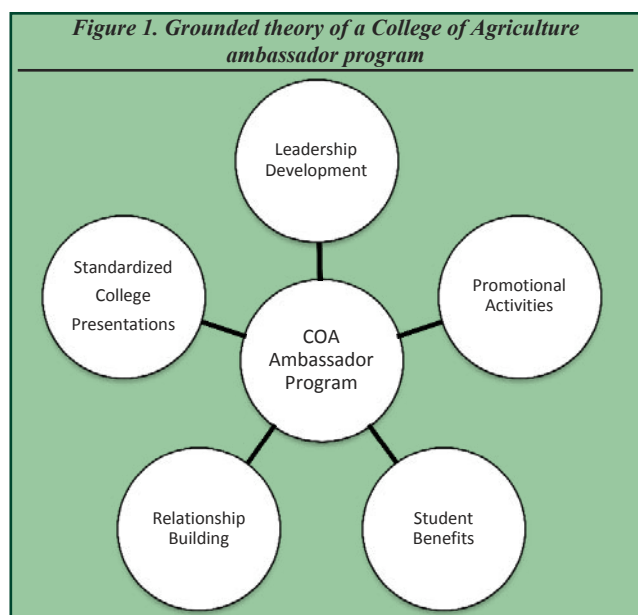 Figure 1. Grounded theory of a College of Agriculture
ambassador program
Leadership
Development
Standardized
College
Presentations
Promotional
Activities
COA
Ambassador
Program
Relationship
Building
Student
Benefits